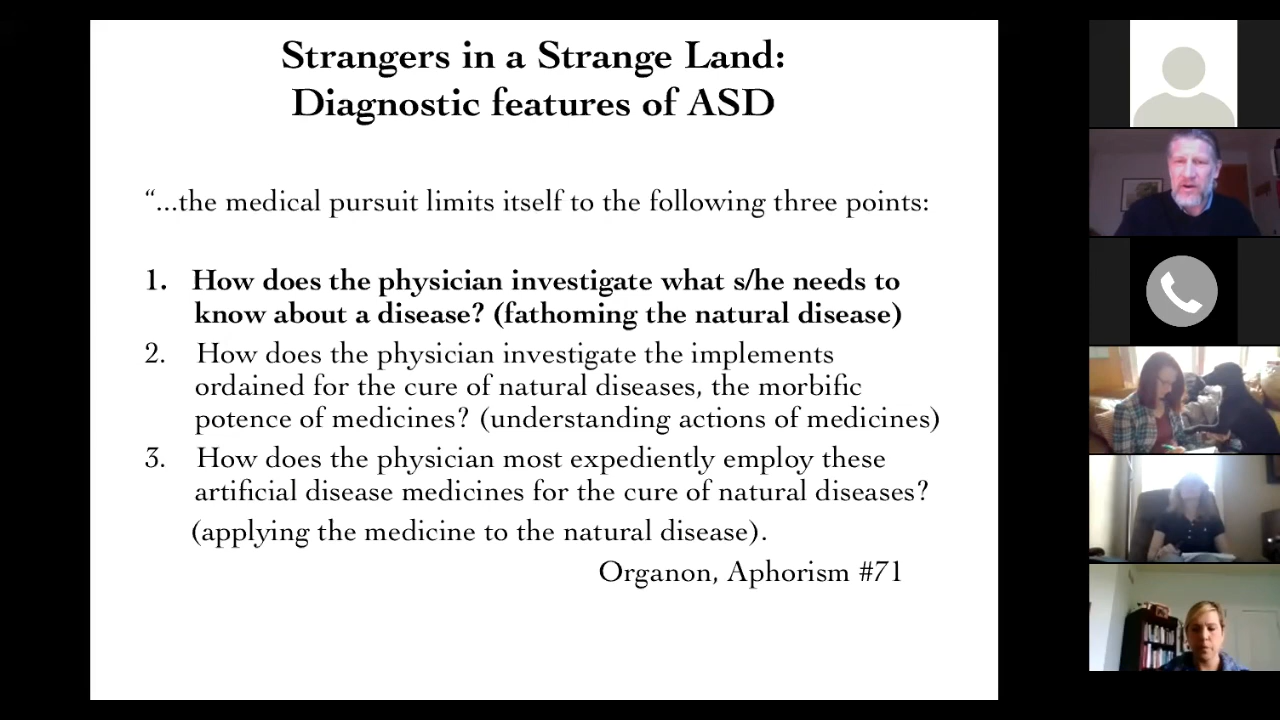 Strangers in a Strange Land:
Diagnostic features of ASD
“...the medical pursuit limits itself to the following three points:
1. How does the physician investigate what s/he needs to
know about a disease? (fathoming the natural disease)
2. How does the physician investigate the implements
ordained for the cure of natural diseases, the morbific
potence of medicines? (understanding actions of medicines)
3. How does the physician most expediently employ these
artificial disease medicines for the cure of natural diseases?
(applying the medicine to the natural disease).
Organon, Aphorism #71